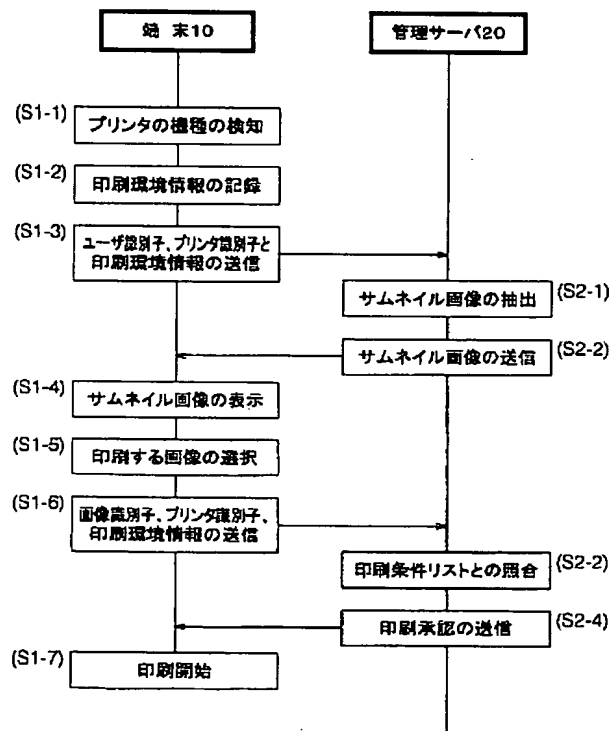 端末10
管理サーバ20
(S1-1)
プリンタの機種の検知
(S1-2)
印刷環境情報の記録
(S1-3)
ユーザ識別子、プリンタ識別子と
印刷環境情報の送信
サムネイル画像の抽出
(S2-1)
サムネイル画像の送信
(S2-2)
(S1-4)
サムネイル画像の表示
(S1-5)
印刷する画像の選択
(S1-6)
画像識別子、プリンタ識別子、
印刷環境情報の送信
印刷条件リストとの照合
(S2-2)
印刷承認の送信
(S2-4)
(S1-7)
印刷開始